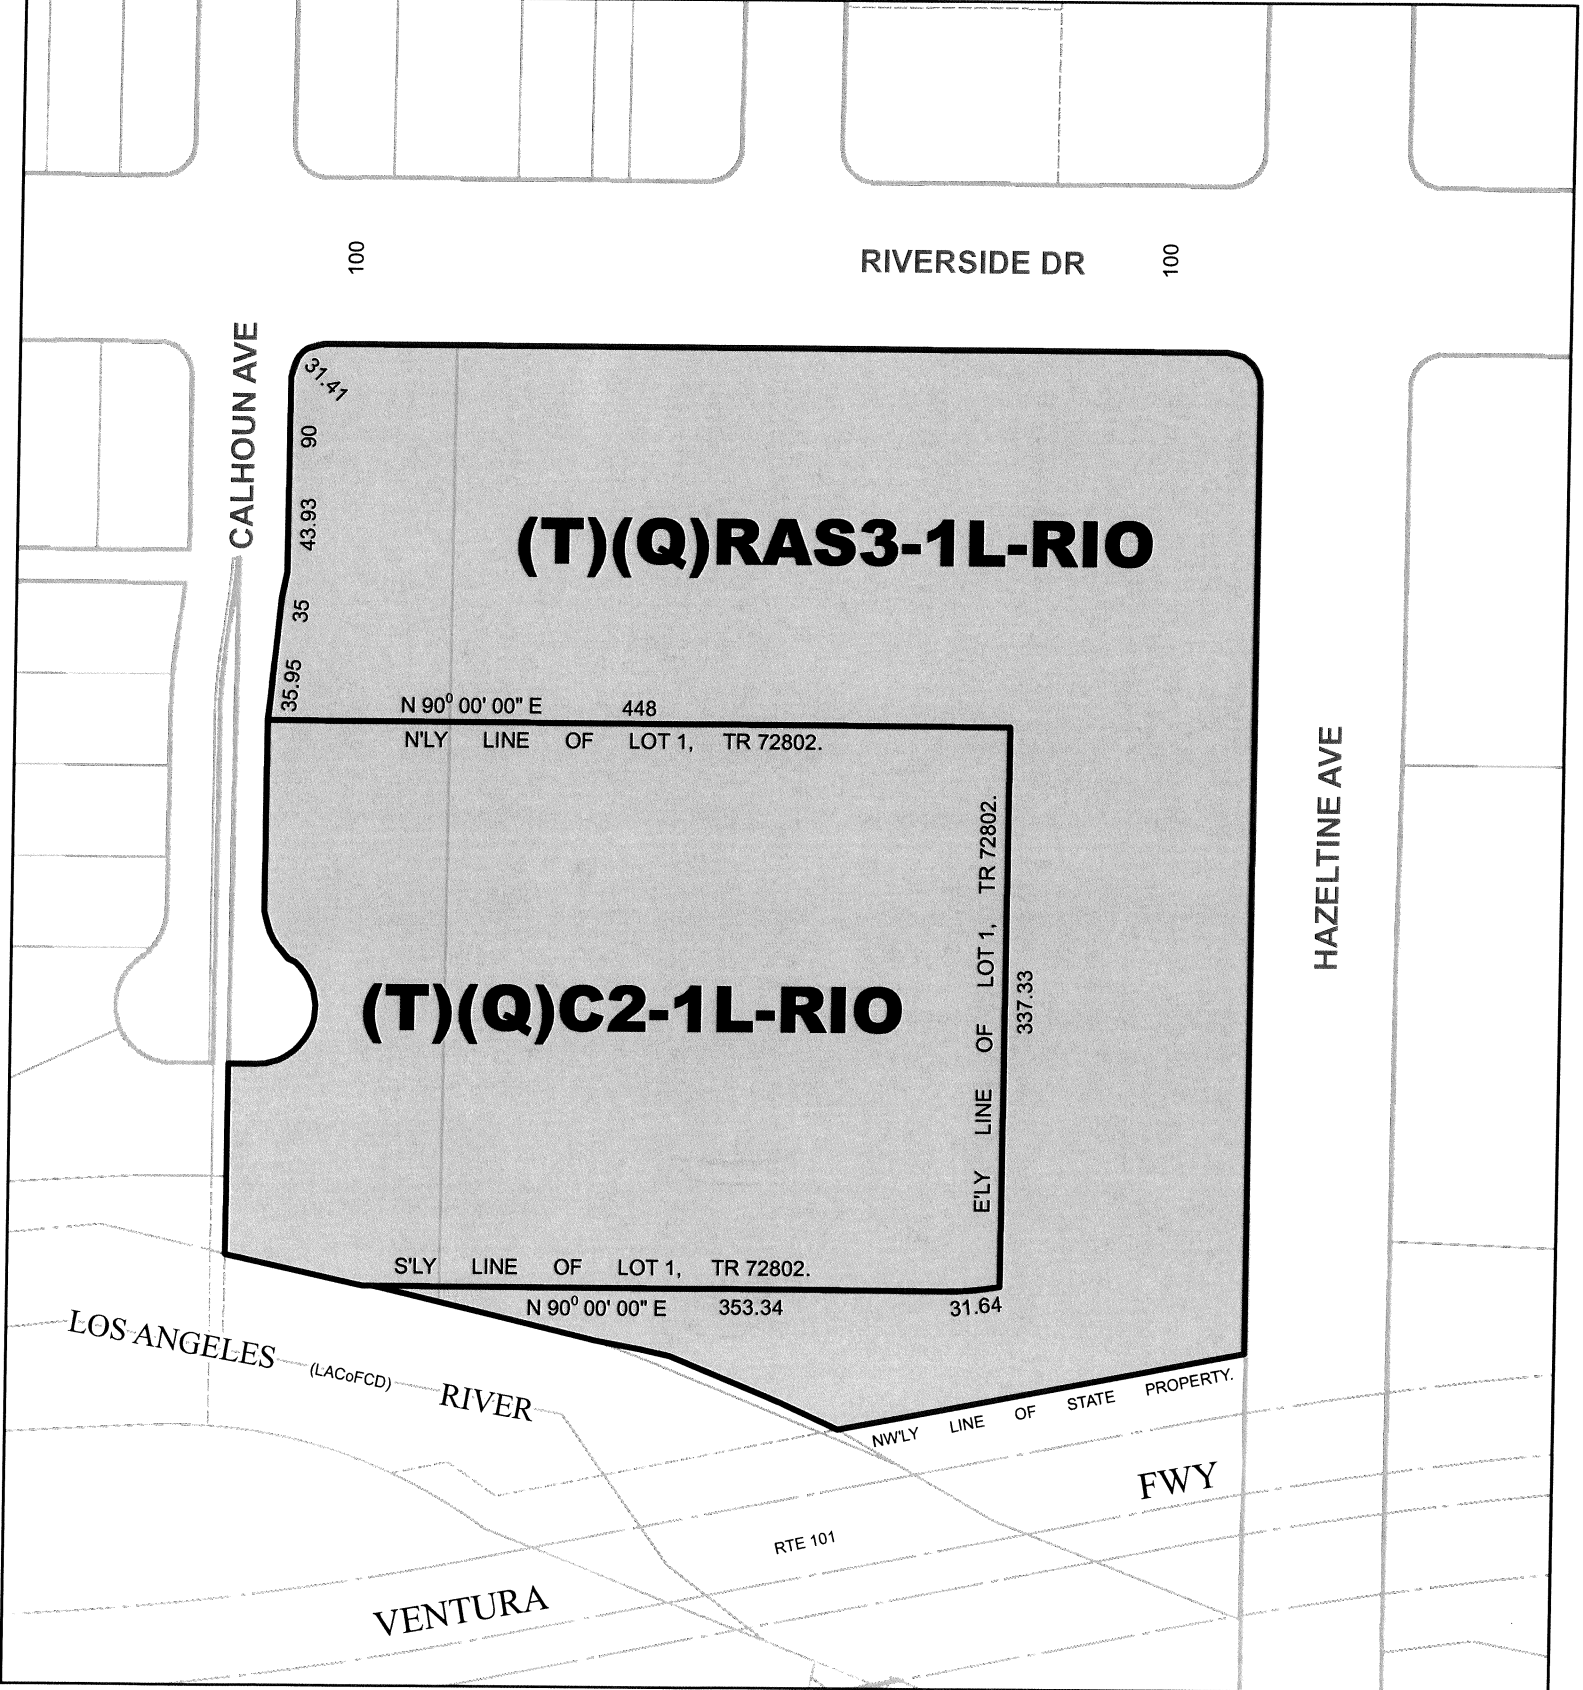 100
RIVERSIDE DR
100
CALHOUN AVE
31.41
90
43.93
35
35.95
(T)(Q)RAS3-1L-RIO
N 90⁰ 00' 00" E 448
N'LY LINE OF LOT 1, TR 72802.
HAZELTINE AVE
E'LY LINE OF LOT 1, TR 72802.
337.33
(T)(Q)C2-1L-RIO
S'LY LINE OF LOT 1, TR 72802.
N 90⁰ 00' 00" E 353.34 31.64
LOS ANGELES (LACoFCD) RIVER
NW'LY LINE OF STATE PROPERTY.
VENTURA FWY
RTE 101